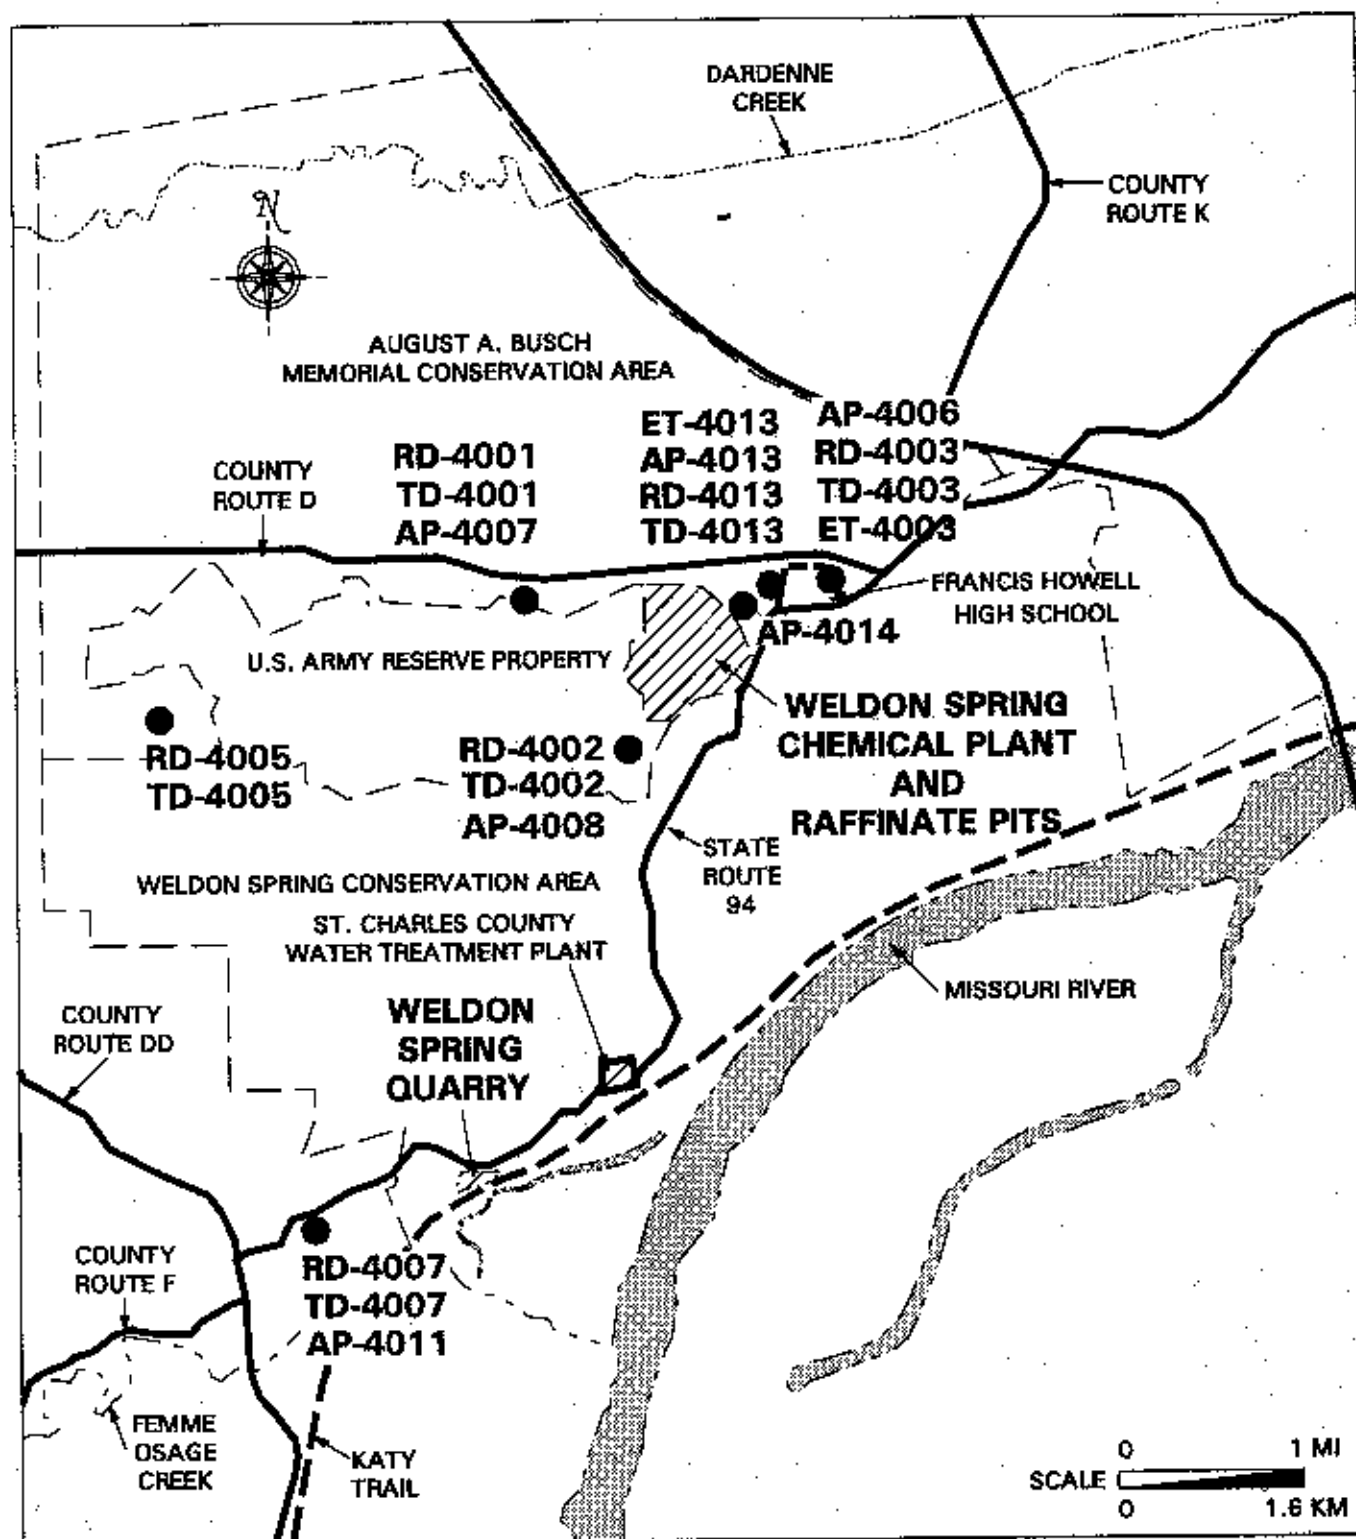 DARDENNE
CREEK
COUNTY
ROUTE K
N
AUGUST A. BUSCH
MEMORIAL CONSERVATION AREA
COUNTY
ROUTE D
RD-4001
TD-4001
AP-4007
ET-4013
AP-4013
RD-4013
TD-4013
AP-4006
RD-4003
TD-4003
ET-4003
FRANCIS HOWELL
HIGH SCHOOL
AP-4014
U.S. ARMY RESERVE PROPERTY
WELDON SPRING
CHEMICAL PLANT
AND
RAFFINATE PITS
RD-4005
TD-4005
RD-4002
TD-4002
AP-4008
STATE
ROUTE
94
WELDON SPRING CONSERVATION AREA
ST. CHARLES COUNTY
WATER TREATMENT PLANT
MISSOURI RIVER
WELDON
SPRING
QUARRY
COUNTY
ROUTE DD
COUNTY
ROUTE F
RD-4007
TD-4007
AP-4011
FEMME
OSAGE
CREEK
KATY
TRAIL
0 1 MI
SCALE
0 1.6 KM